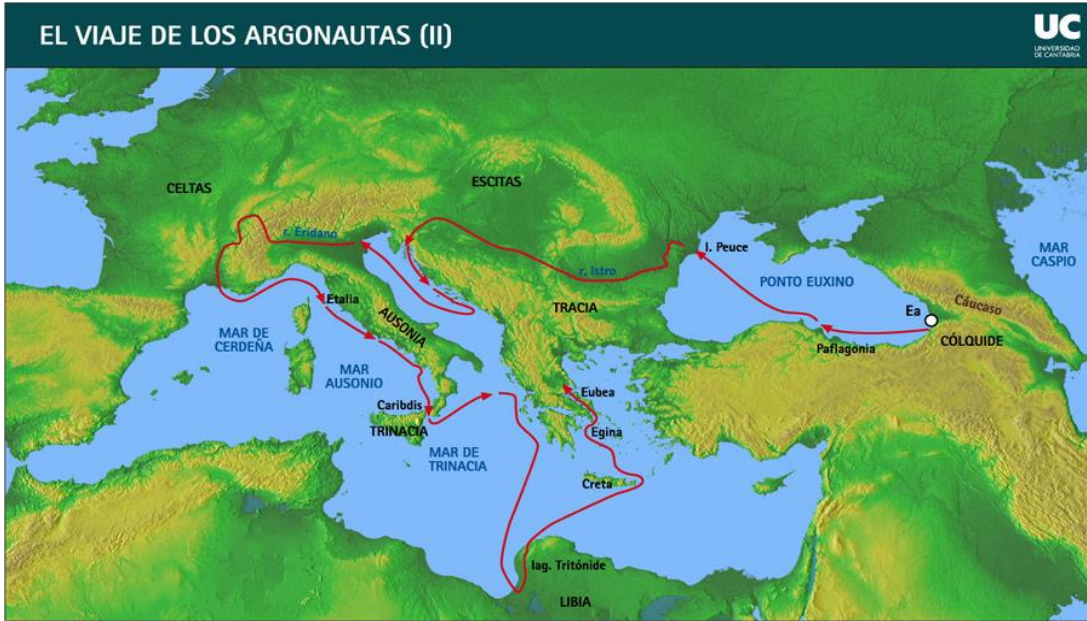 EL VIAJE DE LOS ARGONAUTAS (II)
UC
UNIVERSIDAD
DE CANTABRIA
CELTAS
ESCITAS
r. Erídano
I. Peuce
MAR
CASPIO
r. Istro
PONTO EUXINO
Etalia
Ea
Cáucaso
AUSONIA
TRACIA
MAR DE
CERDEÑA
Paflagonia
CÓLQUIDE
MAR
AUSONIO
Eubea
Caribdis
TRINACIA
Egina
MAR DE
TRINACIA
Creta
lag. Tritónide
LIBIA